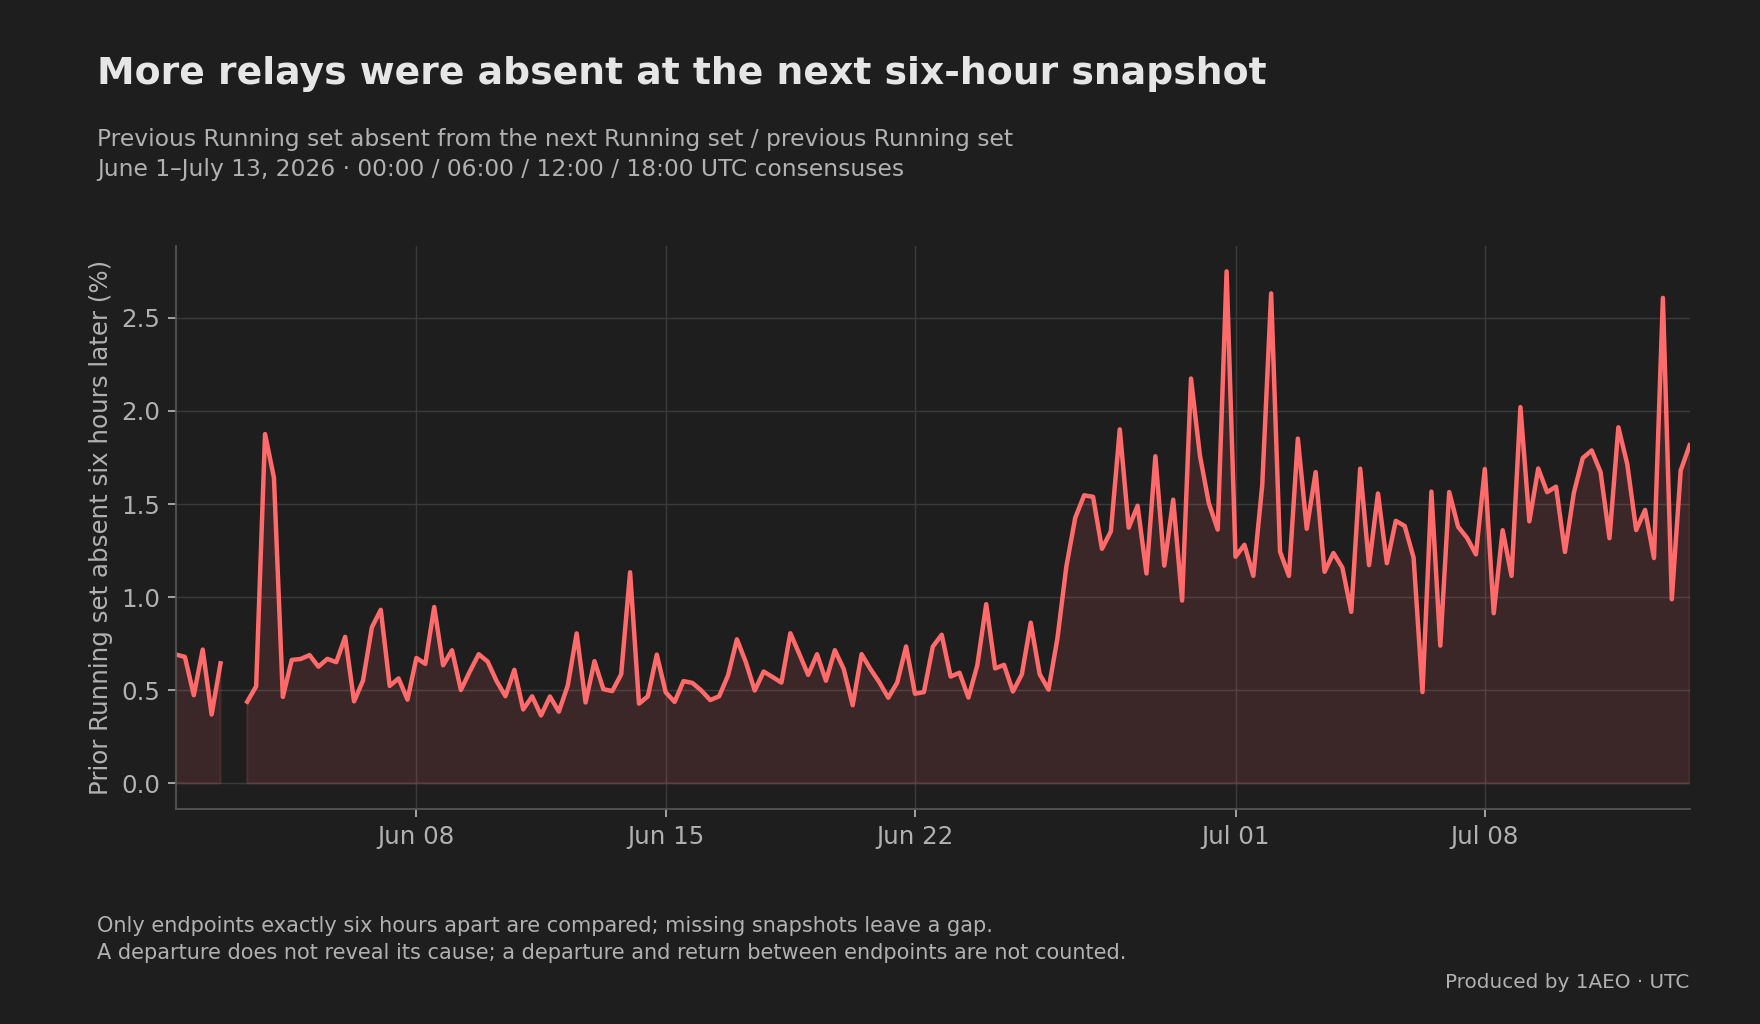 More relays were absent at the next six-hour snapshot
Previous Running set absent from the next Running set / previous Running set
June 1–July 13, 2026 · 00:00 / 06:00 / 12:00 / 18:00 UTC consensuses
Prior Running set absent six hours later (%)
2.5
2.0
1.5
1.0
0.5
0.0
Jun 08
Jun 15
Jun 22
Jul 01
Jul 08
Only endpoints exactly six hours apart are compared; missing snapshots leave a gap.
A departure does not reveal its cause; a departure and return between endpoints are not counted.
Produced by 1AEO · UTC